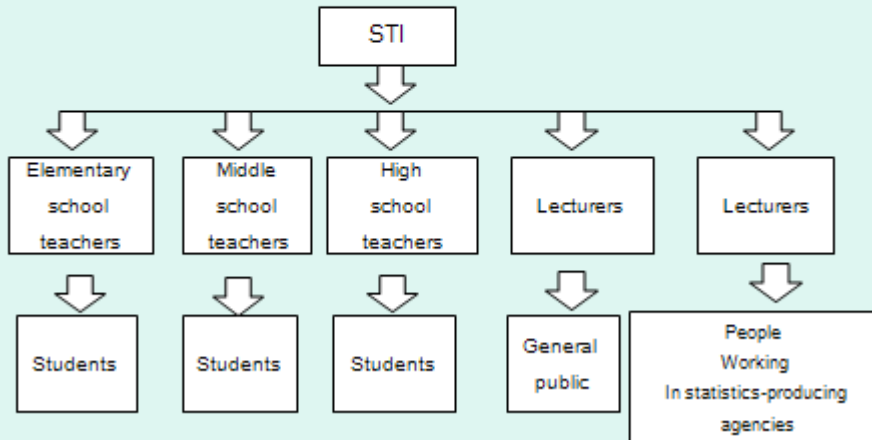 STI
Elementary
school
teachers
Middle
school
teachers
High
school
teachers
Lecturers
Lecturers
Students
Students
Students
General
public
People
Working
In statistics-producing
agencies